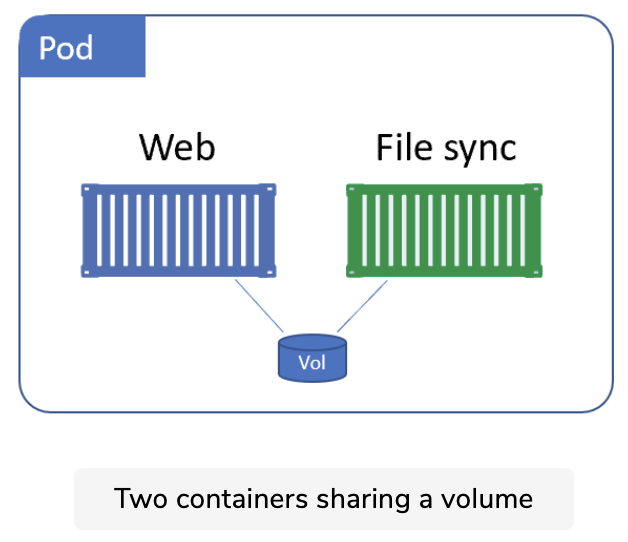 Pod
Web
File sync
Vol
Two containers sharing a volume